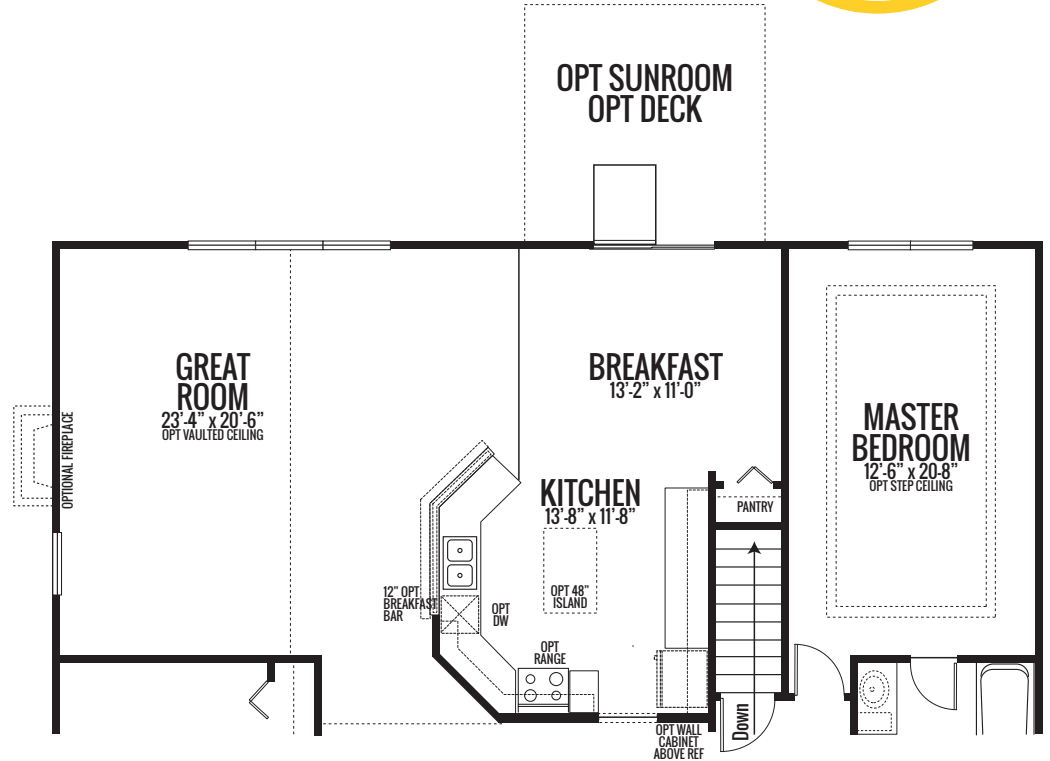 OPT SUNROOM
OPT DECK
GREAT
ROOM
23'-4” x 20'-6”
OPT VAULTED CEILING
OPTIONAL FIREPLACE
BREAKFAST
13'-2” x 11'-0”
KITCHEN
13'-8” x 11'-8”
PANTRY
MASTER
BEDROOM
12'-6” x 20-8”
OPT STEP CEILING
12” OPT
BREAKFAST
BAR
OPT
DW
OPT 48”
ISLAND
OPT
RANGE
OPT WALL
CABINET
ABOVE REF
Down